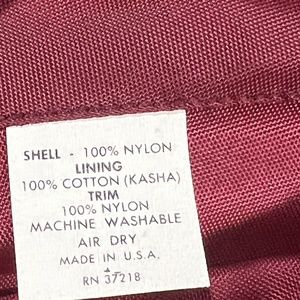 SHELL - 100% NYLON
LINING
100% COTTON (KASHA)
TRIM
100% NYLON
MACHINE WASHABLE
AIR DRY
MADE IN U.S.A.
RN 37218